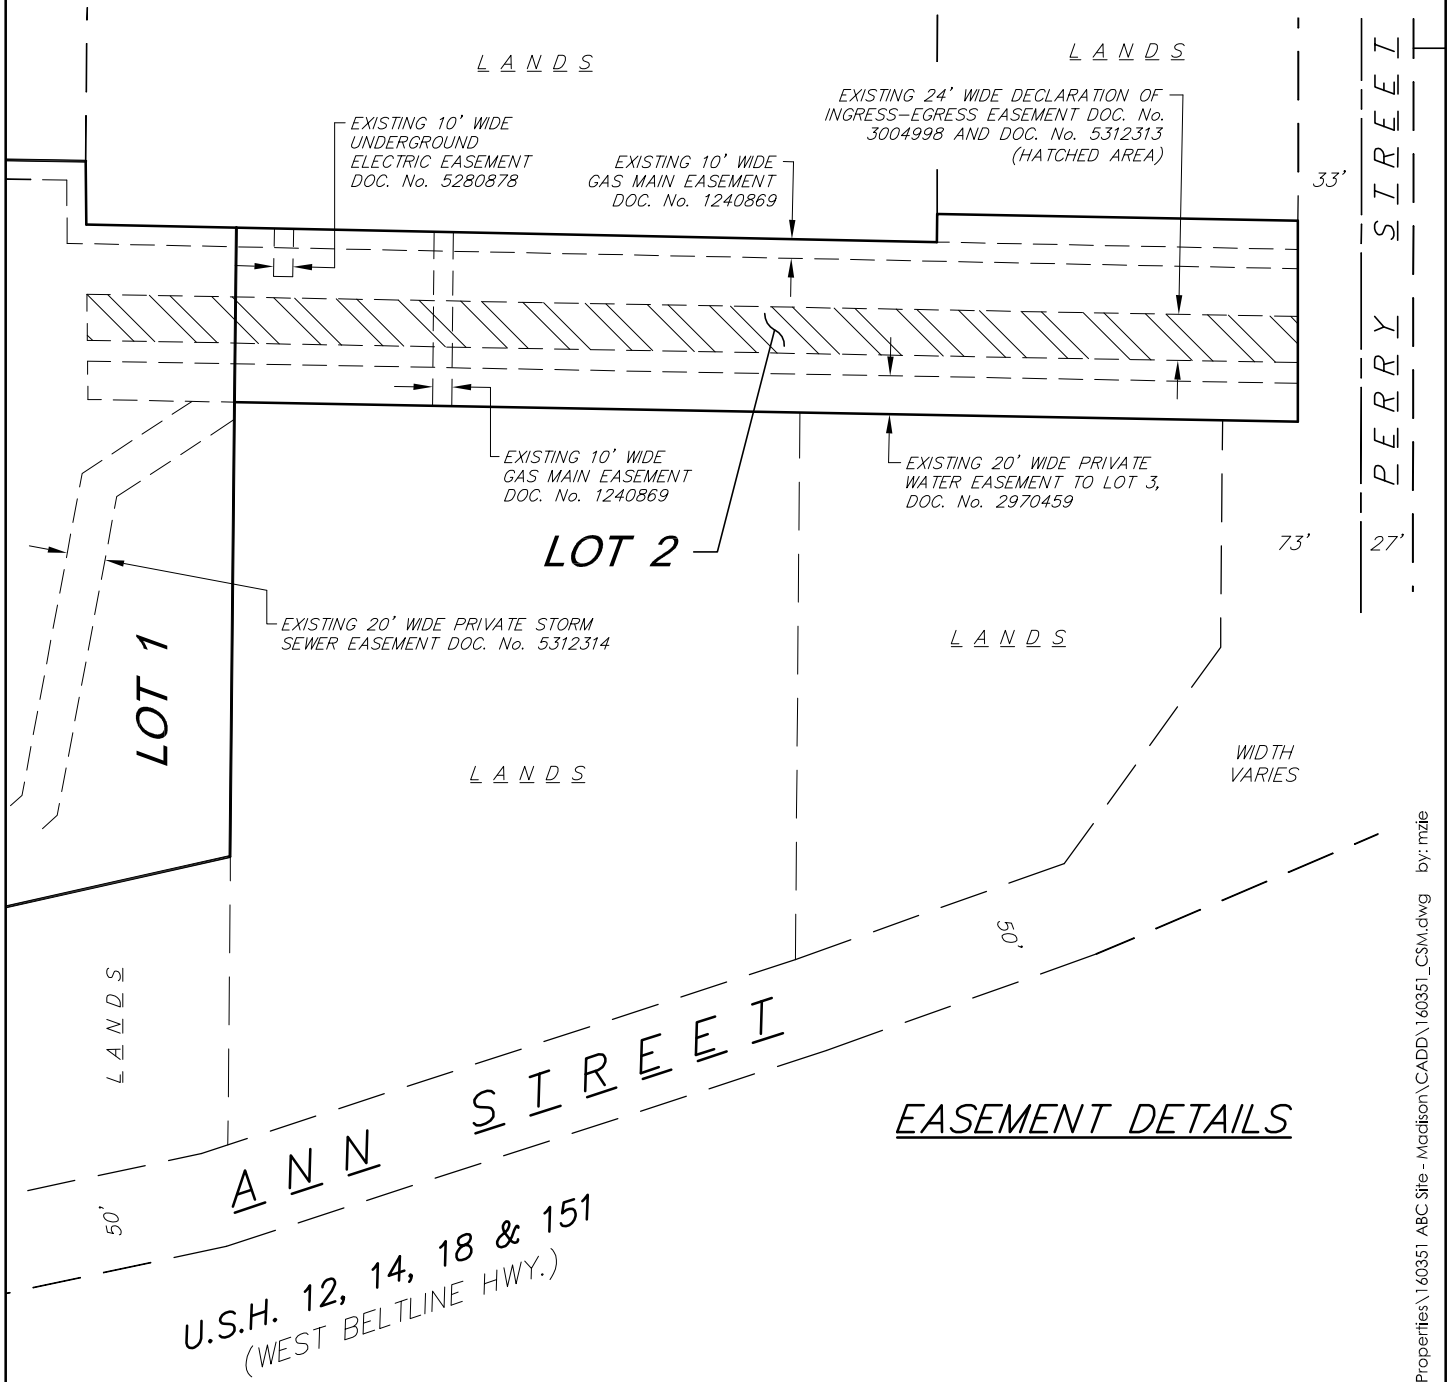 L A N D S
L A N D S
EXISTING 24' WIDE DECLARATION OF
INGRESS-EGRESS EASEMENT DOC. No.
3004998 AND DOC. No. 5312313
(HATCHED AREA)
EXISTING 10' WIDE
UNDERGROUND
ELECTRIC EASEMENT
DOC. No. 5280878
EXISTING 10' WIDE
GAS MAIN EASEMENT
DOC. No. 1240869
33'
PERRY STREET
EXISTING 10' WIDE
GAS MAIN EASEMENT
DOC. No. 1240869
EXISTING 20' WIDE PRIVATE
WATER EASEMENT TO LOT 3,
DOC. No. 2970459
LOT 2
73'
27'
EXISTING 20' WIDE PRIVATE STORM
SEWER EASEMENT DOC. No. 5312314
LOT 1
L A N D S
L A N D S
WIDTH
VARIES
50'
L A N D S
ANN STREET
50'
EASEMENT DETAILS
U.S.H. 12, 14, 18 & 151
(WEST BELTLINE HWY.)
Properties\160351 ABC Site - Madison\CADD\160351_CSM.dwg by: mzie